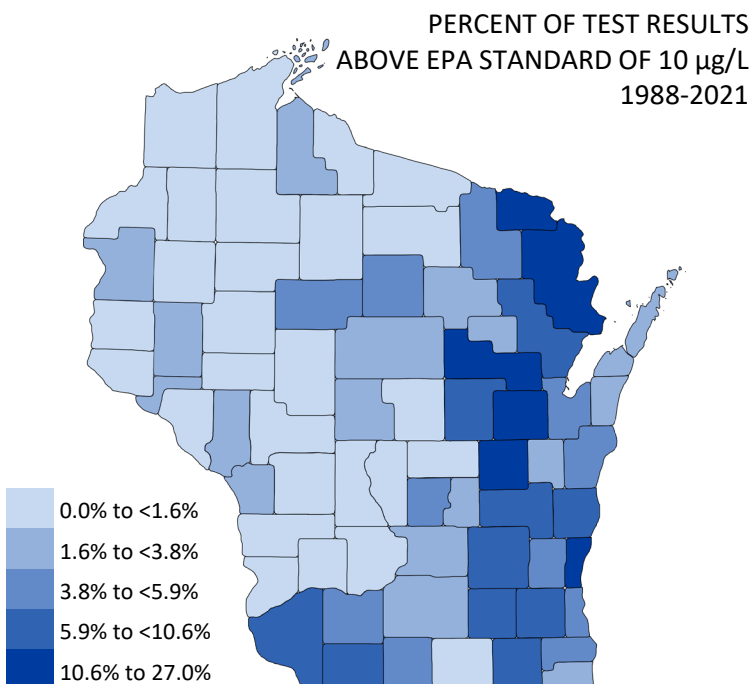 PERCENT OF TEST RESULTS
ABOVE EPA STANDARD OF 10 µg/L
1988-2021
0.0% to <1.6%
1.6% to <3.8%
3.8% to <5.9%
5.9% to <10.6%
10.6% to 27.0%